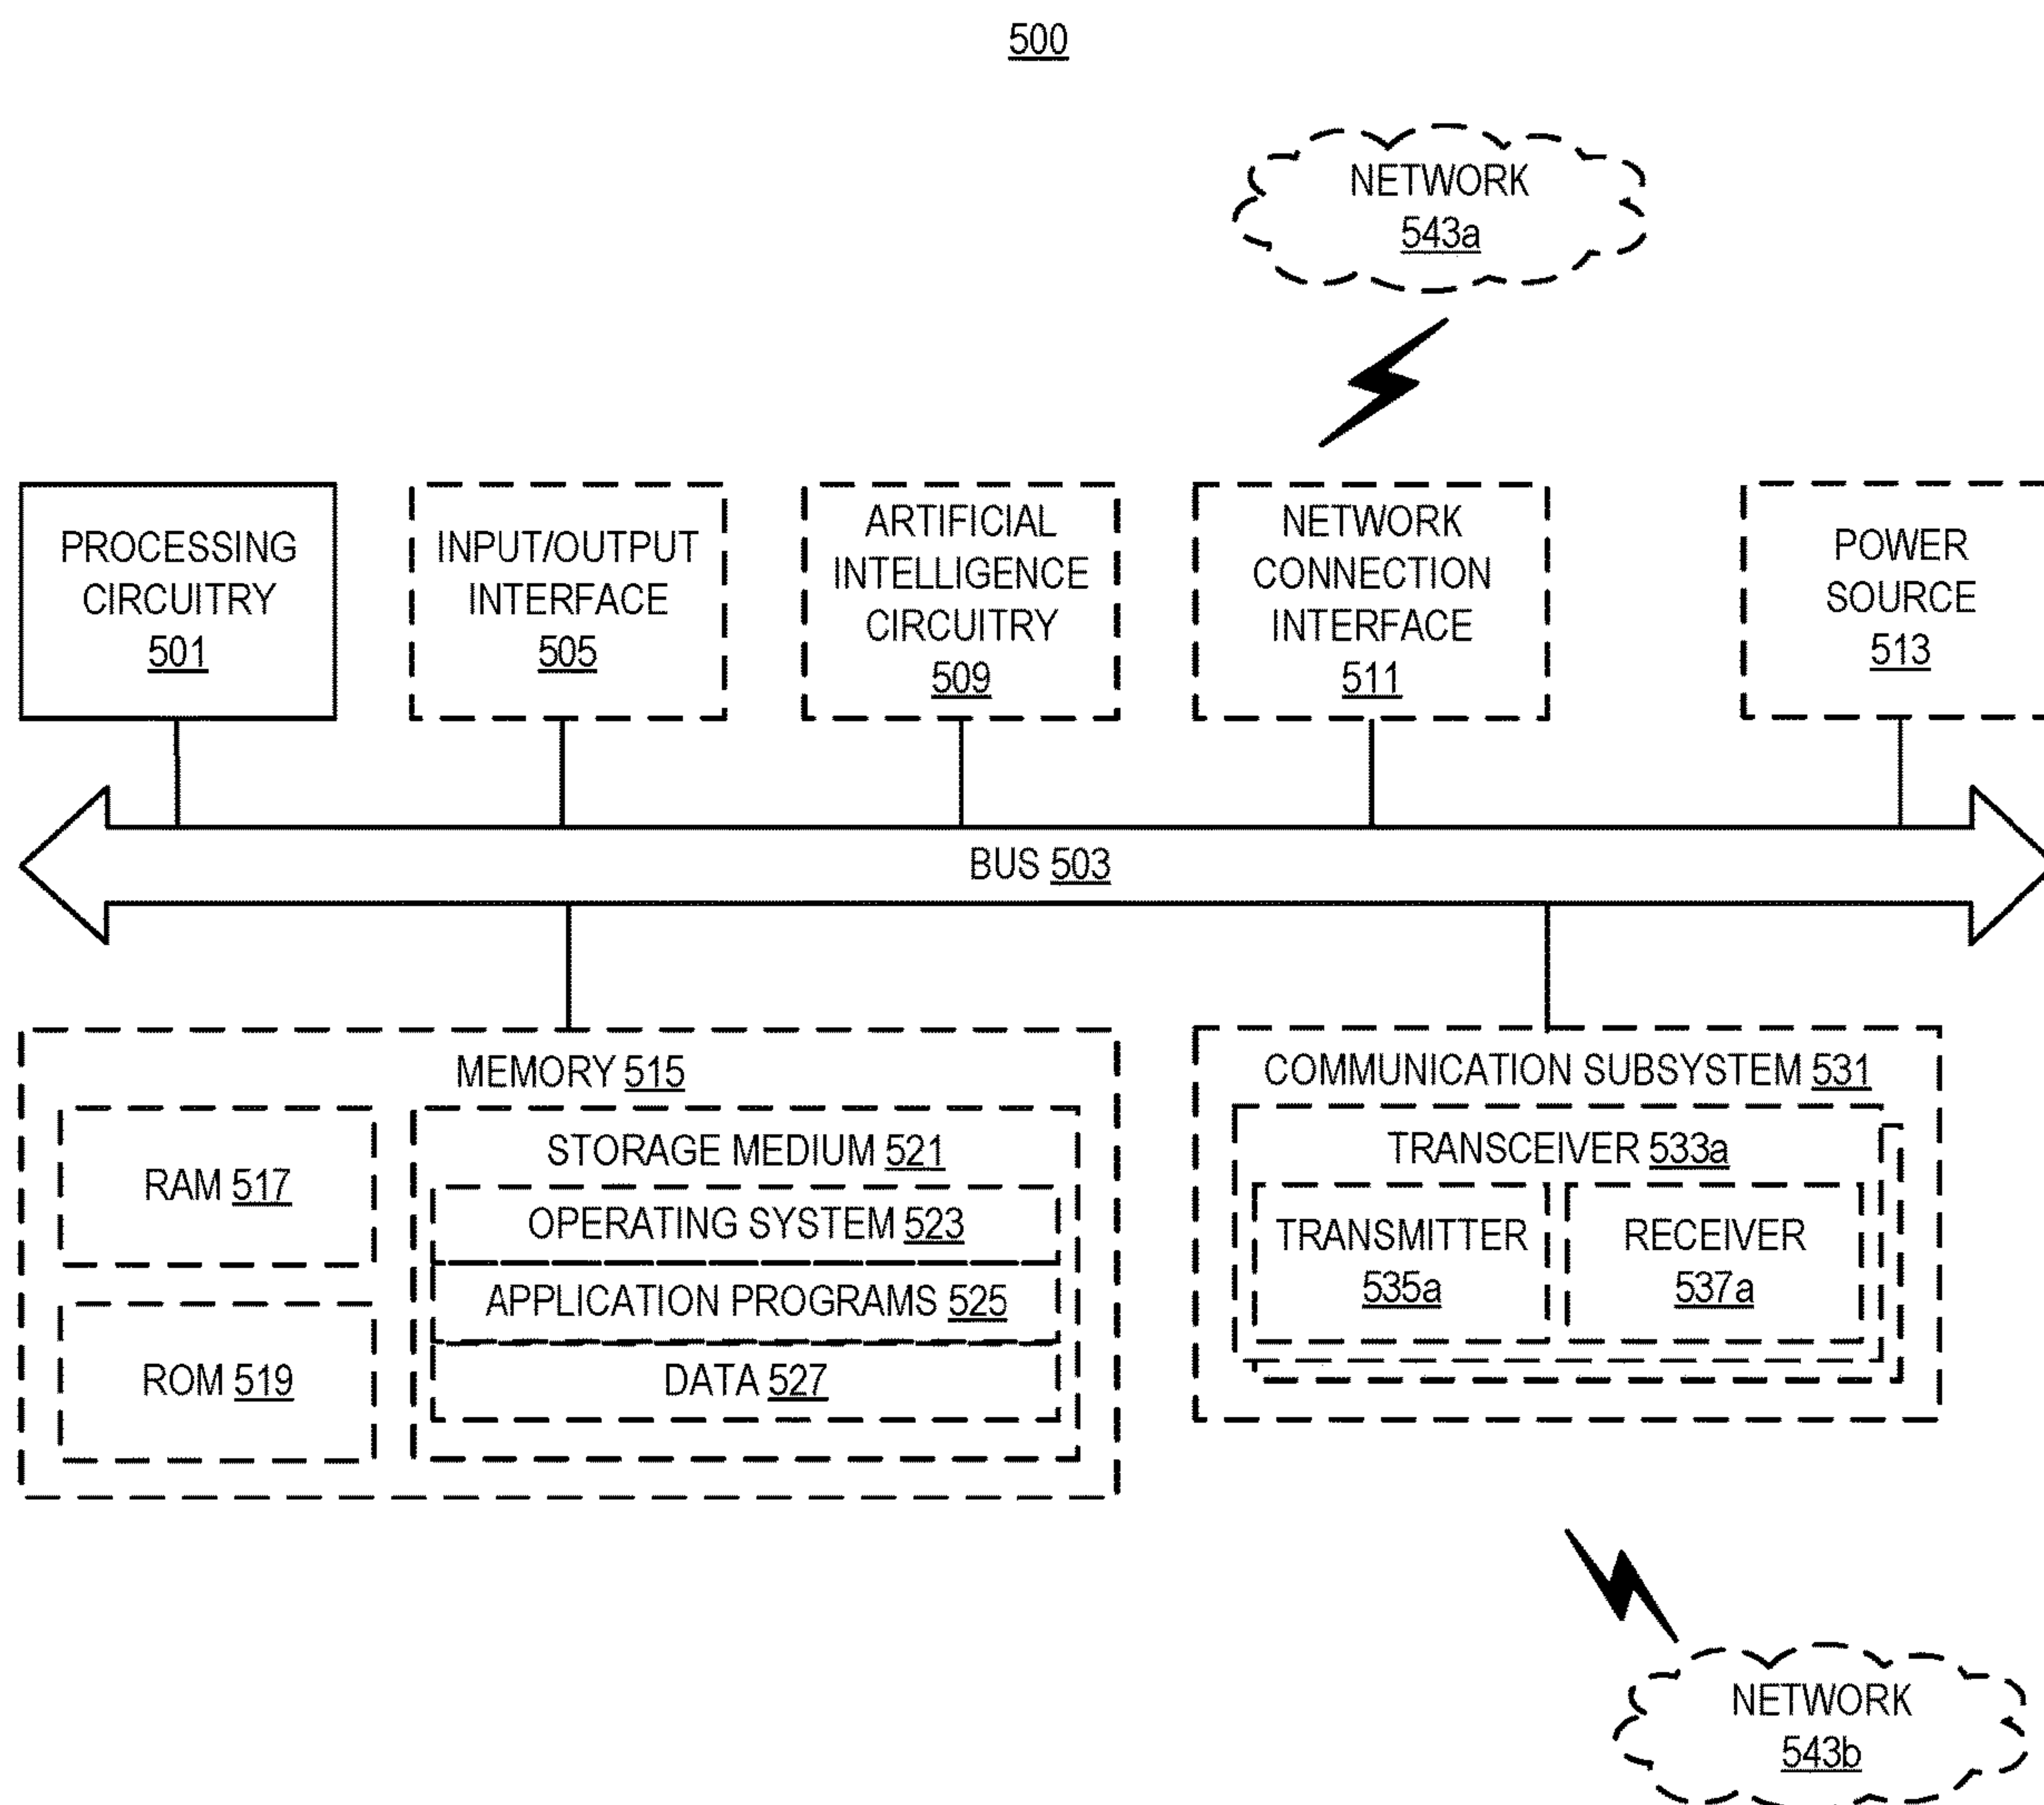 500
NETWORK
543a
PROCESSING
CIRCUITRY
501
INPUT/OUTPUT
INTERFACE
505
ARTIFICIAL
INTELLIGENCE
CIRCUITRY
509
NETWORK
CONNECTION
INTERFACE
511
POWER
SOURCE
513
BUS 503
MEMORY 515
RAM 517
ROM 519
STORAGE MEDIUM 521
OPERATING SYSTEM 523
APPLICATION PROGRAMS 525
DATA 527
COMMUNICATION SUBSYSTEM 531
TRANSCEIVER 533a
TRANSMITTER
535a
RECEIVER
537a
NETWORK
543b